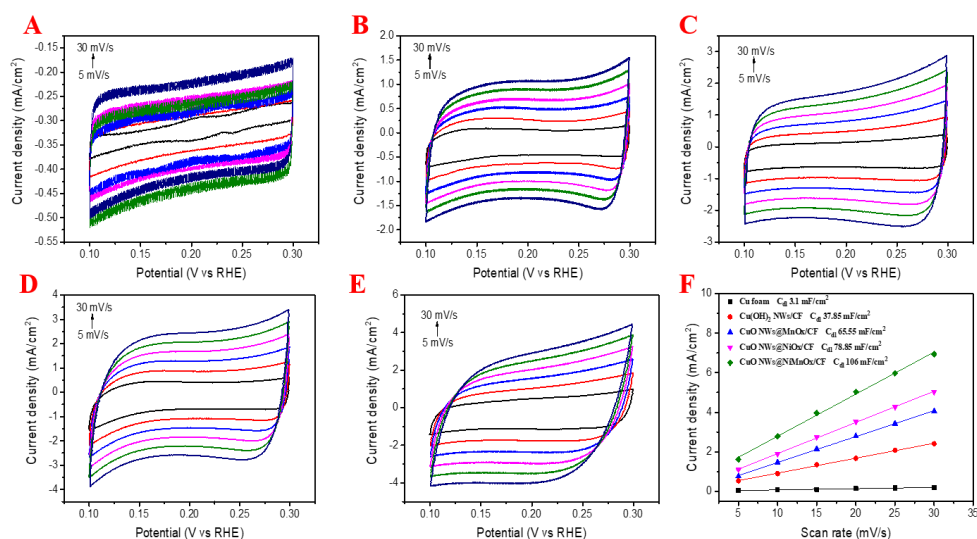 A
30 mV/s
5 mV/s
-0.15
-0.20
-0.25
-0.30
-0.35
-0.40
-0.45
-0.50
-0.55
Current density (mA/cm²)
0.10
0.15
0.20
0.25
0.30
Potential (V vs RHE)
B
30 mV/s
5 mV/s
2.0
1.5
1.0
0.5
0.0
-0.5
-1.0
-1.5
-2.0
Current density (mA/cm²)
0.10
0.15
0.20
0.25
0.30
Potential (V vs RHE)
C
30 mV/s
5 mV/s
3
2
1
0
-1
-2
-3
Current density (mA/cm²)
0.10
0.15
0.20
0.25
0.30
Potential (V vs RHE)
D
30 mV/s
5 mV/s
4
3
2
1
0
-1
-2
-3
-4
-5
Current density (mA/cm²)
0.10
0.15
0.20
0.25
0.30
Potential (V vs RHE)
E
30 mV/s
5 mV/s
6
4
2
0
-2
-4
Current density (mA/cm²)
0.10
0.15
0.20
0.25
0.30
Potential (V vs RHE)
F
Cu foam Cdl 3.1 mF/cm²
Cu(OH)₂ NWs/CF Cdl 37.85 mF/cm²
CuO NWs@MnOx/CF Cdl 65.55 mF/cm²
CuO NWs@NiOx/CF Cdl 78.85 mF/cm²
CuO NWs@NiMnOx/CF Cdl 106 mF/cm²
10
8
6
4
2
0
Current density (mA/cm²)
5
10
15
20
25
30
35
Scan rate (mV/s)